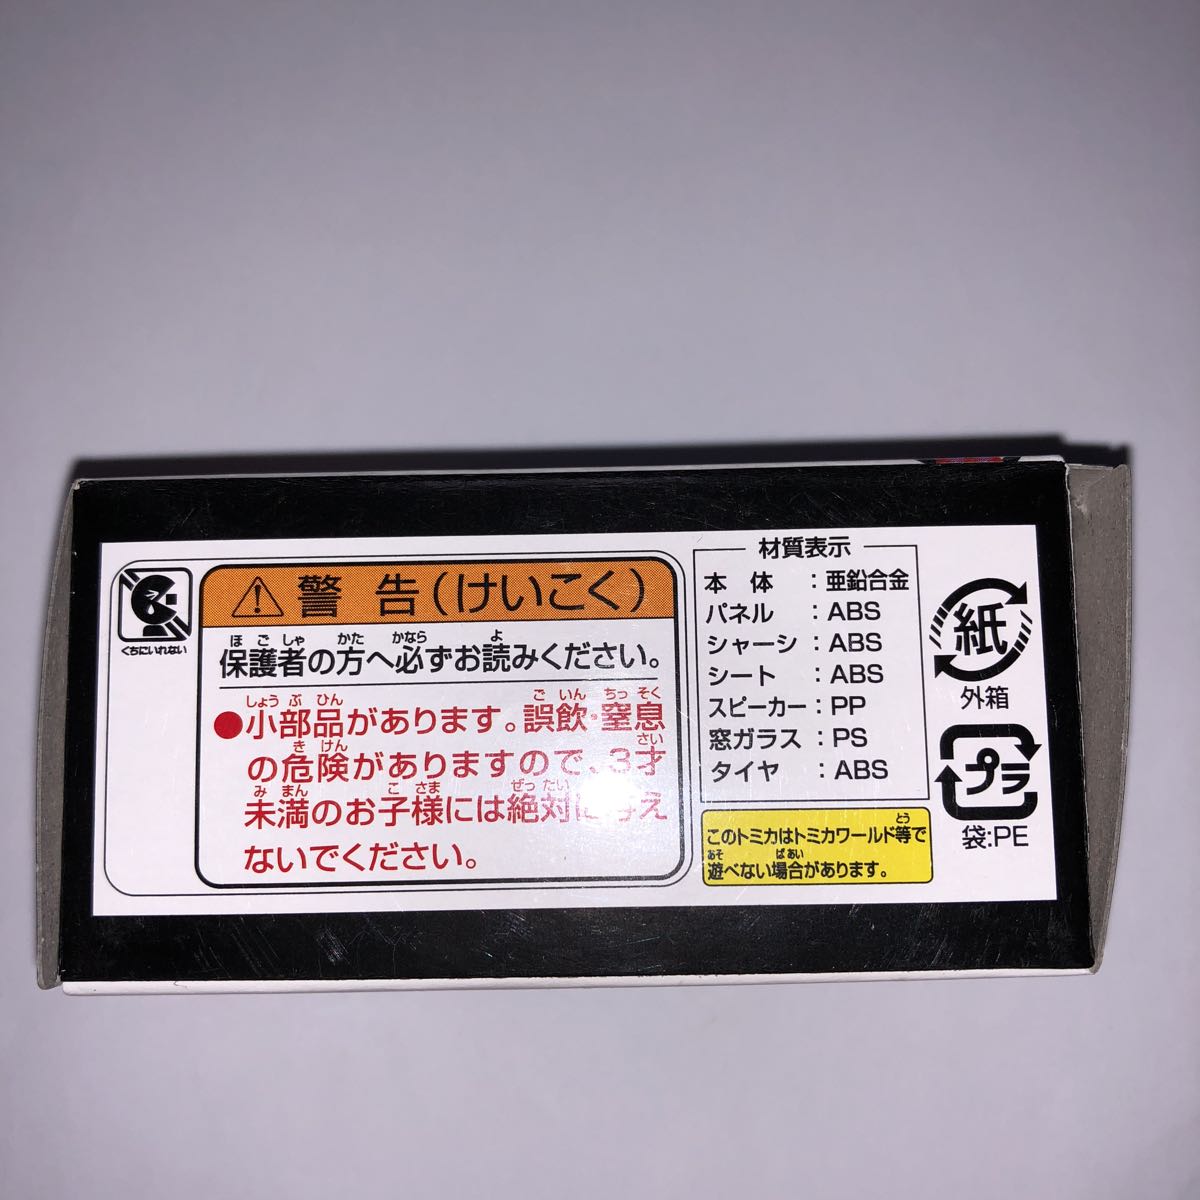 くちにいれない
警告(けいこく)
ほごしゃ かた かなら よ
保護者の方へ必ずお読みください。
しょうぶひん ごいん ちっそく
●小部品があります。誤飲・窒息
きけん さい
の危険がありますので、3才
みまん こさま ぜったい
未満のお子様には絶対に与え
ないでください。
材質表示
本体:亜鉛合金
パネル:ABS
シャーシ:ABS
シート:ABS
スピーカー:PP
窓ガラス:PS
タイヤ:ABS
とう
このトミカはトミカワールド等で
あそ ばあい
遊べない場合があります。
紙
外箱
プラ
袋:PE